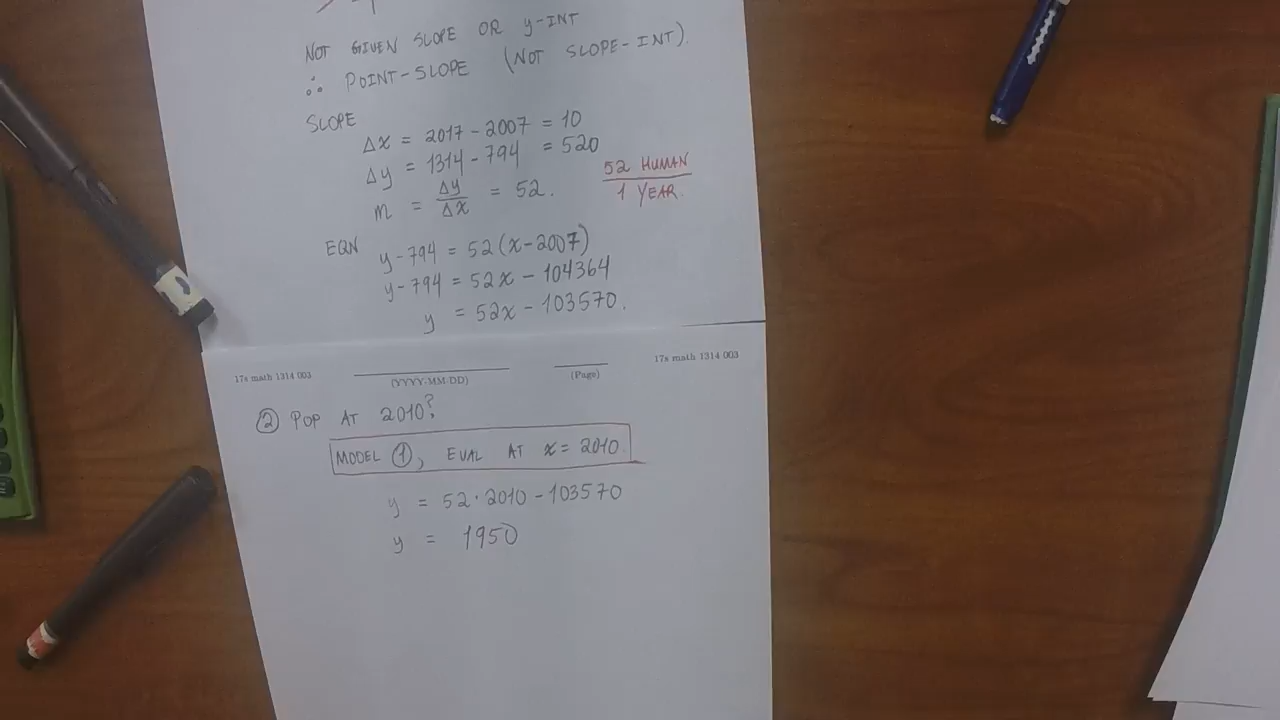 NOT GIVEN SLOPE OR y-INT
∴ POINT-SLOPE (NOT SLOPE-INT).
SLOPE
Δx = 2017 - 2007 = 10
Δy = 1314 - 794 = 520
m = Δy/Δx = 52.
52 HUMAN
1 YEAR.
EQN y-794 = 52(x-2007)
y-794 = 52x - 104364
y = 52x - 103570.
17s math 1314 003 (YYYY-MM-DD) (Page) 17s math 1314 003
② POP AT 2010?
MODEL ①, EVAL AT x = 2010
y = 52·2010 - 103570
y = 1950